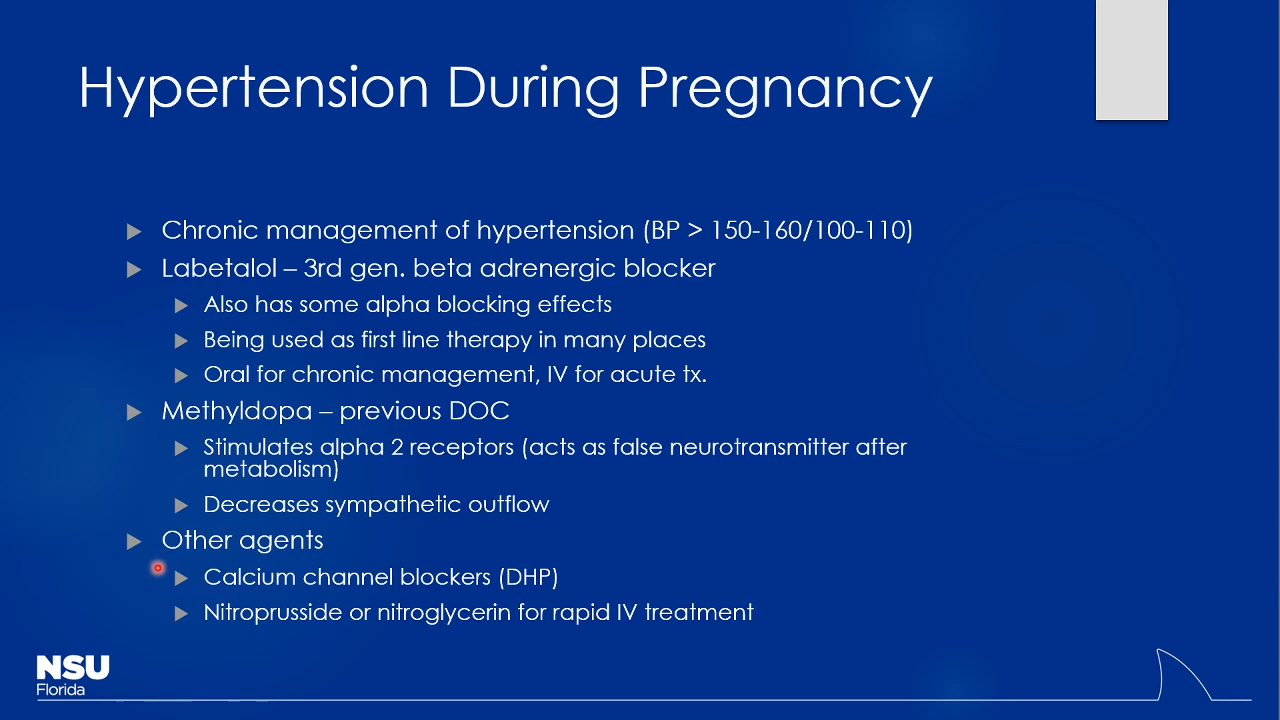 Hypertension During Pregnancy
Chronic management of hypertension (BP > 150-160/100-110)
Labetalol – 3rd gen. beta adrenergic blocker
Also has some alpha blocking effects
Being used as first line therapy in many places
Oral for chronic management, IV for acute tx.
Methyldopa – previous DOC
Stimulates alpha 2 receptors (acts as false neurotransmitter after
metabolism)
Decreases sympathetic outflow
Other agents
Calcium channel blockers (DHP)
Nitroprusside or nitroglycerin for rapid IV treatment
NSU
Florida